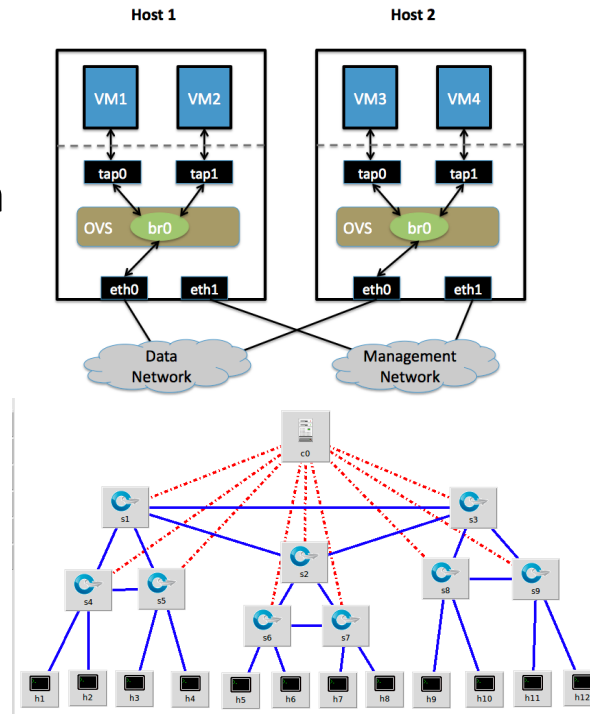 Host 1
Host 2
VM1
VM2
VM3
VM4
tap0
tap1
tap0
tap1
OVS
br0
OVS
br0
eth0
eth1
eth0
eth1
Data
Network
Management
Network
c0
s1
s3
s2
s4
s5
s8
s9
s6
s7
h1
h2
h3
h4
h5
h6
h7
h8
h9
h10
h11
h12